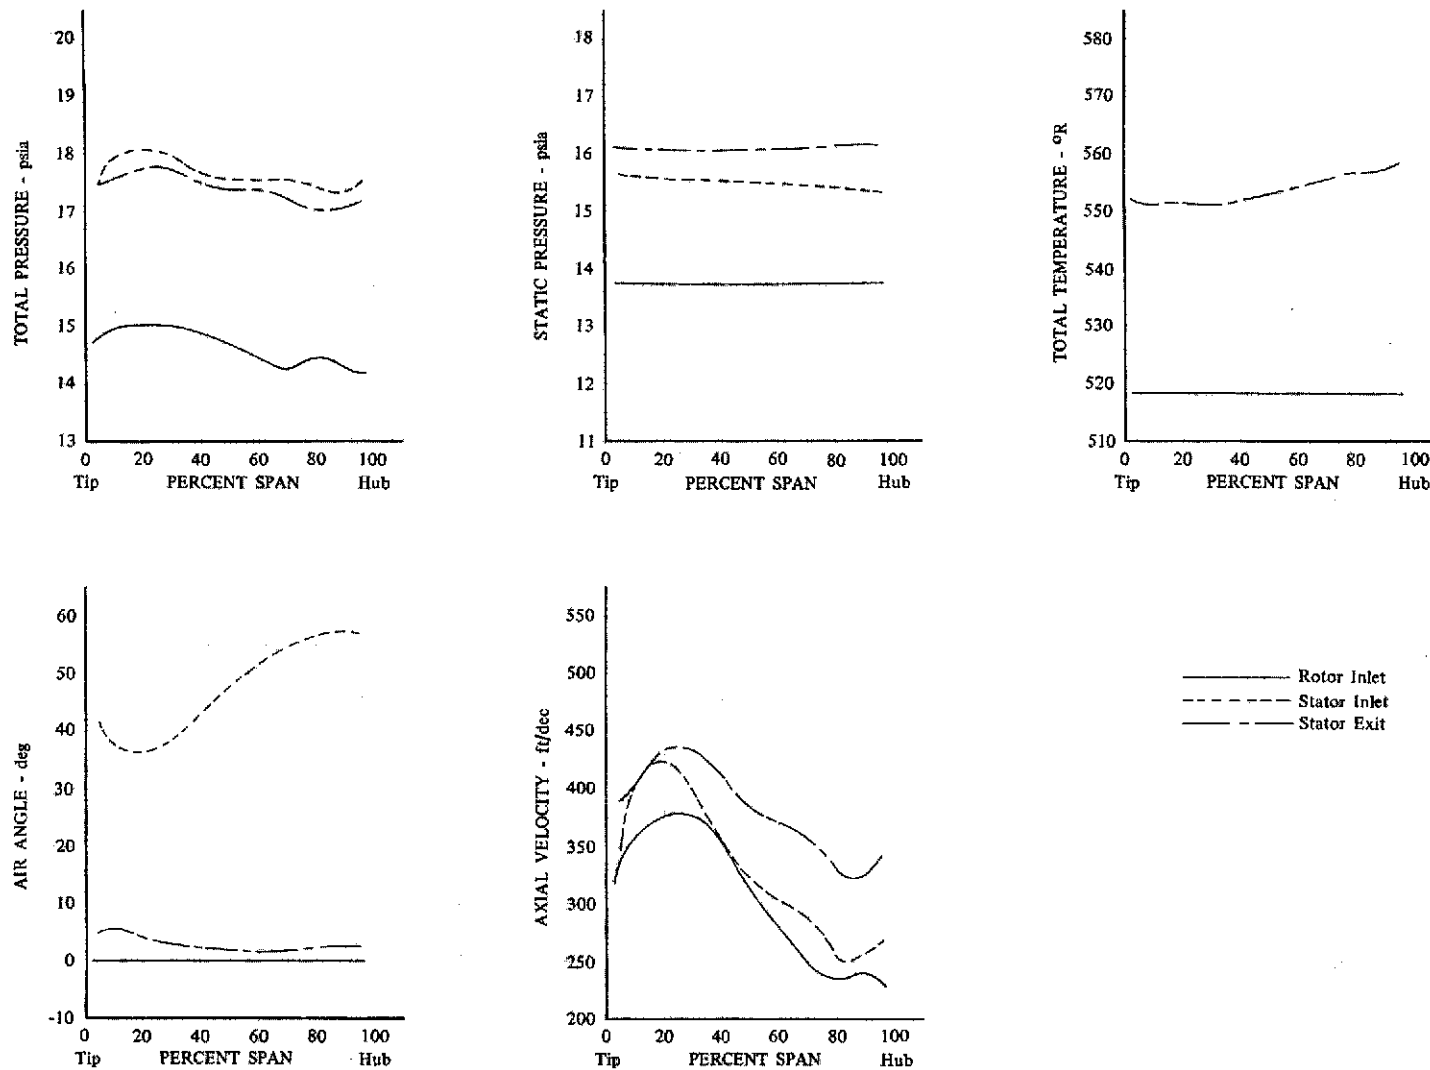 20
19
18
17
16
15
14
13
TOTAL PRESSURE - psia
0 20 40 60 80 100
Tip PERCENT SPAN Hub
18
17
16
15
14
13
12
11
STATIC PRESSURE - psia
0 20 40 60 80 100
Tip PERCENT SPAN Hub
580
570
560
550
540
530
520
510
TOTAL TEMPERATURE - ºR
0 20 40 60 80 100
Tip PERCENT SPAN Hub
60
50
40
30
20
10
0
-10
AIR ANGLE - deg
0 20 40 60 80 100
Tip PERCENT SPAN Hub
550
500
450
400
350
300
250
200
AXIAL VELOCITY - ft/dec
0 20 40 60 80 100
Tip PERCENT SPAN Hub
Rotor Inlet
Stator Inlet
Stator Exit